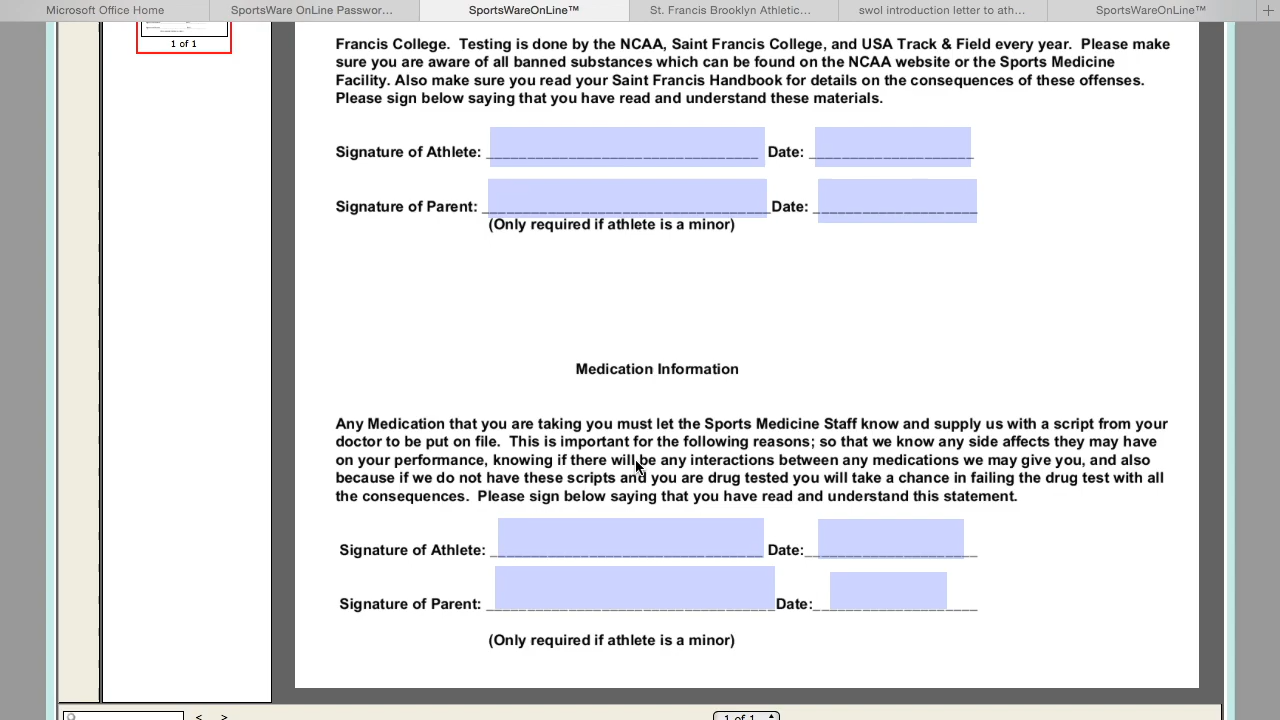 Microsoft Office Home
SportsWare OnLine Passwor...
SportsWareOnLine™
St. Francis Brooklyn Athletic...
swol introduction letter to ath...
SportsWareOnline™
1 of 1
Francis College. Testing is done by the NCAA, Saint Francis College, and USA Track & Field every year. Please make
sure you are aware of all banned substances which can be found on the NCAA website or the Sports Medicine
Facility. Also make sure you read your Saint Francis Handbook for details on the consequences of these offenses.
Please sign below saying that you have read and understand these materials.
Signature of Athlete: _________________________________ Date: ____________________
Signature of Parent: ___________________________________Date: ____________________
(Only required if athlete is a minor)
Medication Information
Any Medication that you are taking you must let the Sports Medicine Staff know and supply us with a script from your
doctor to be put on file. This is important for the following reasons; so that we know any side affects they may have
on your performance, knowing if there will be any interactions between any medications we may give you, and also
because if we do not have these scripts and you are drug tested you will take a chance in failing the drug test with all
the consequences. Please sign below saying that you have read and understand this statement.
Signature of Athlete: _________________________________ Date:_____________________
Signature of Parent: ___________________________________Date:____________________
(Only required if athlete is a minor)
< >
1 of 1